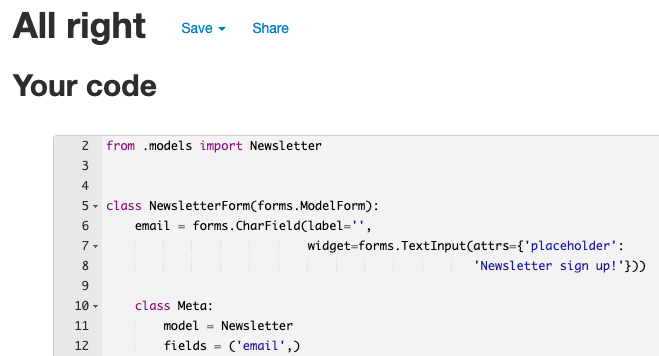 All right Save Share
Your code
2 from .models import Newsletter
3
4
5 class NewsletterForm(forms.ModelForm):
6     email = forms.CharField(label='',
7                             widget=forms.TextInput(attrs={'placeholder':
8                                                    'Newsletter sign up!'}))
9
10     class Meta:
11         model = Newsletter
12         fields = ('email',)